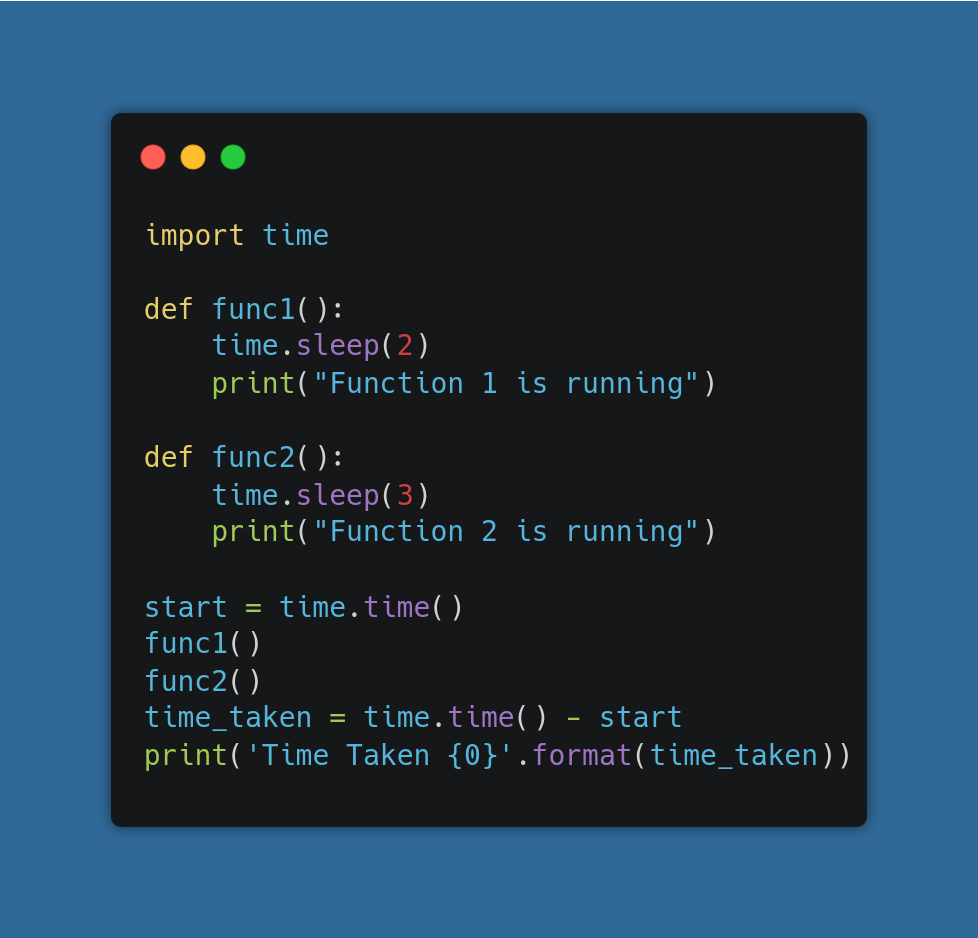 import time

def func1():
    time.sleep(2)
    print("Function 1 is running")

def func2():
    time.sleep(3)
    print("Function 2 is running")

start = time.time()
func1()
func2()
time_taken = time.time() - start
print('Time Taken {0}'.format(time_taken))